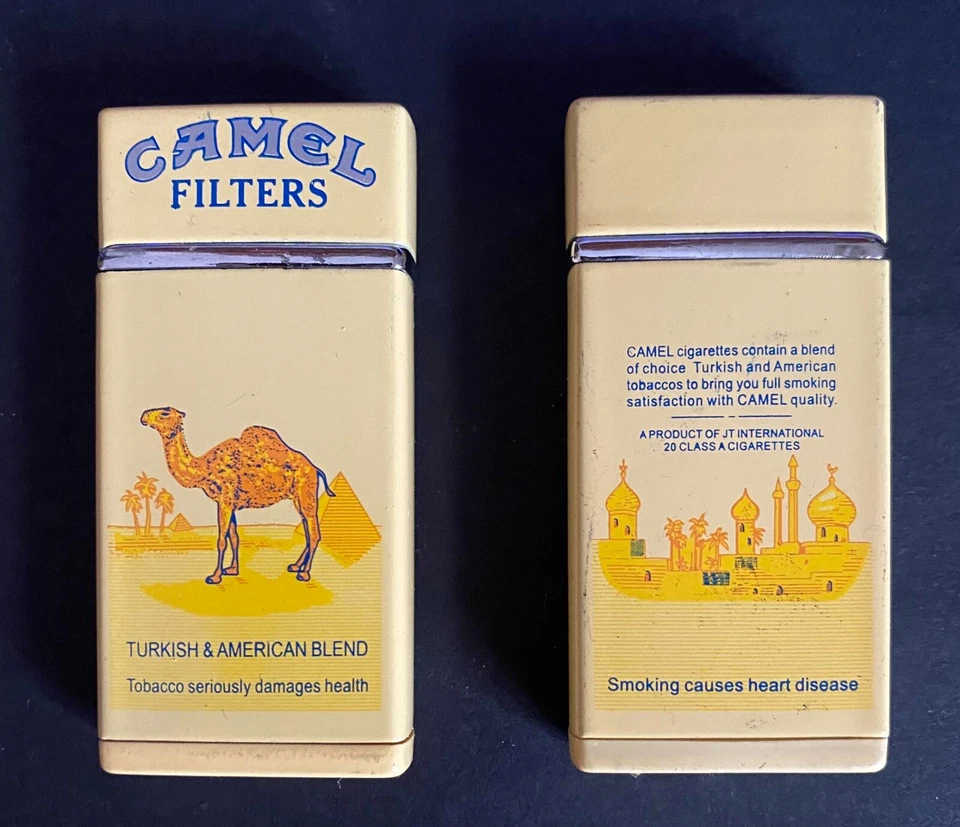 CAMEL
FILTERS
TURKISH & AMERICAN BLEND
Tobacco seriously damages health
CAMEL cigarettes contain a blend
of choice Turkish and American
tobaccos to bring you full smoking
satisfaction with CAMEL quality.
A PRODUCT OF JT INTERNATIONAL
20 CLASS A CIGARETTES
Smoking causes heart disease